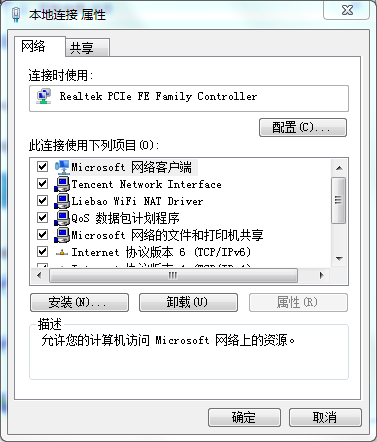 本地连接 属性
网络
共享
连接时使用:
Realtek PCIe FE Family Controller
配置(C)...
此连接使用下列项目(O):
Microsoft 网络客户端
Tencent Network Interface
Liebao WiFi NAT Driver
QoS 数据包计划程序
Microsoft 网络的文件和打印机共享
Internet 协议版本 6 (TCP/IPv6)
安装(N)...
卸载(U)
属性(R)
描述
允许您的计算机访问 Microsoft 网络上的资源。
确定
取消